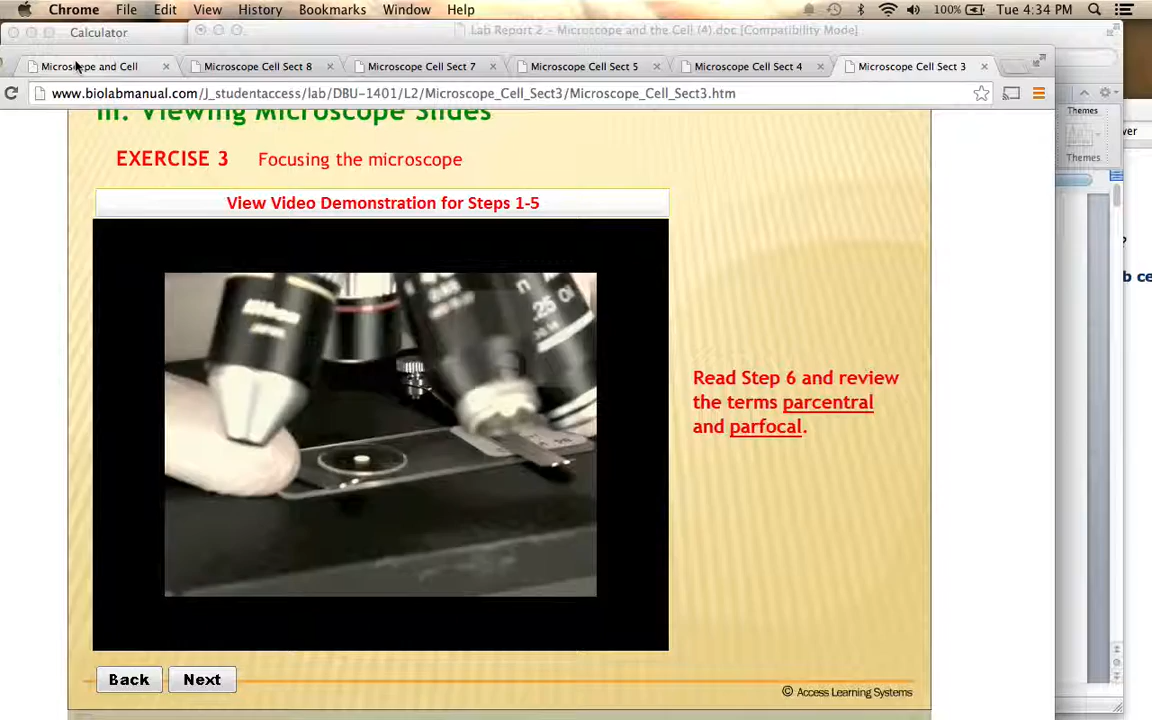 Chrome File Edit View History Bookmarks Window Help 100% Tue 4:34 PM
Calculator Lab Report 2 - Microscope and the Cell (4).doc [Compatibility Mode]
Microscope and Cell Microscope Cell Sect 8 Microscope Cell Sect 7 Microscope Cell Sect 5 Microscope Cell Sect 4 Microscope Cell Sect 3
www.biolabmanual.com/J_studentaccess/lab/DBU-1401/L2/Microscope_Cell_Sect3/Microscope_Cell_Sect3.htm
Themes
Themes
III. Viewing Microscope Slides
EXERCISE 3 Focusing the microscope
View Video Demonstration for Steps 1-5
Nikon
JAPAN
.25
Read Step 6 and review
the terms parcentral
and parfocal.
Back Next
© Access Learning Systems